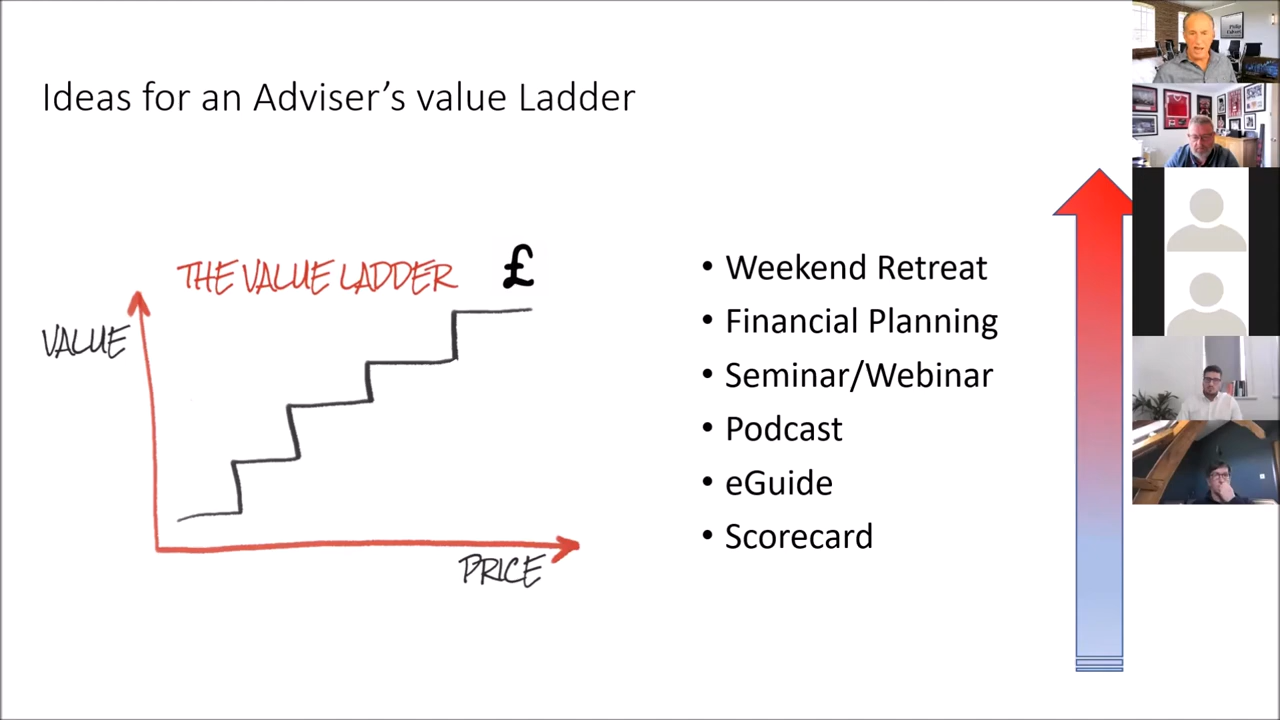 Ideas for an Adviser’s value Ladder
THE VALUE LADDER
£
VALUE
PRICE
• Weekend Retreat
• Financial Planning
• Seminar/Webinar
• Podcast
• eGuide
• Scorecard